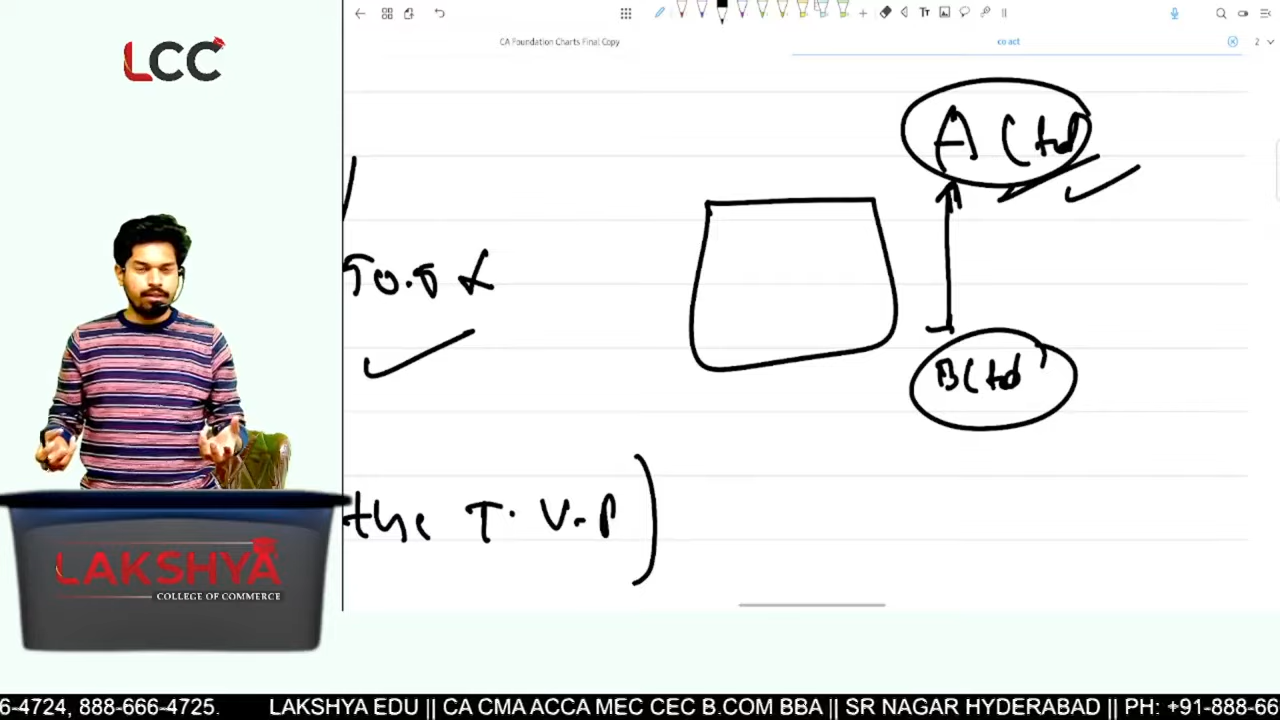 LCC
CA Foundation Charts Final Copy
co act
2
Tt
A Ltd
50.5 x
B Ltd
the T.V.P)
LAKSHYA
COLLEGE OF COMMERCE
6-4724, 888-666-4725. LAKSHYA EDU || CA CMA ACCA MEC CEC B.COM BBA || SR NAGAR HYDERABAD || PH: +91-888-66